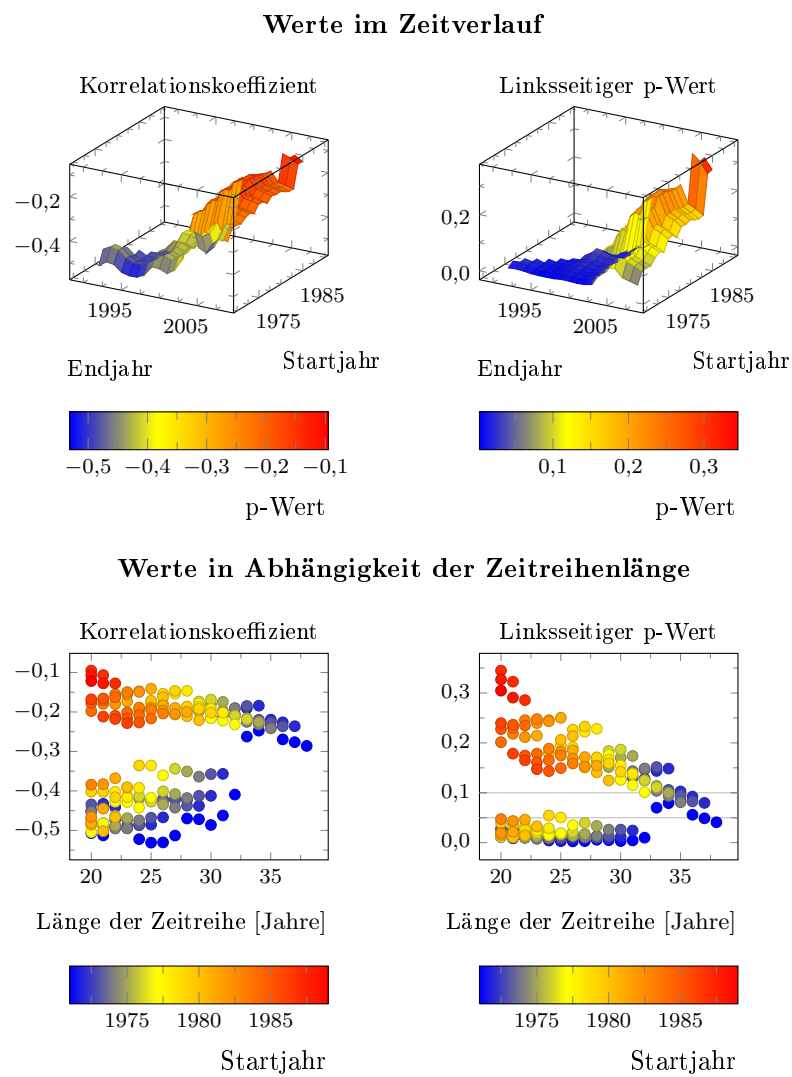 Werte im Zeitverlauf
Korrelationskoeffizient
Linksseitiger p-Wert
−0,2
−0,4
1995
2005
1975
1985
Endjahr
Startjahr
0,2
0,0
1995
2005
1975
1985
Endjahr
Startjahr
−0,5 −0,4 −0,3 −0,2 −0,1
p-Wert
0,1 0,2 0,3
p-Wert
Werte in Abhängigkeit der Zeitreihenlänge
Korrelationskoeffizient
Linksseitiger p-Wert
−0,1
−0,2
−0,3
−0,4
−0,5
20 25 30 35
Länge der Zeitreihe [Jahre]
0,3
0,2
0,1
0,0
20 25 30 35
Länge der Zeitreihe [Jahre]
1975 1980 1985
Startjahr
1975 1980 1985
Startjahr